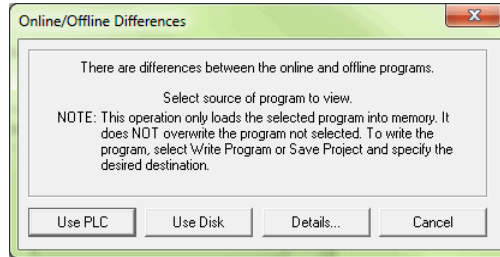 Online/Offline Differences
There are differences between the online and offline programs.
Select source of program to view.
NOTE: This operation only loads the selected program into memory. It
does NOT overwrite the program not selected. To write the
program, select Write Program or Save Project and specify the
desired destination.
Use PLC Use Disk Details... Cancel